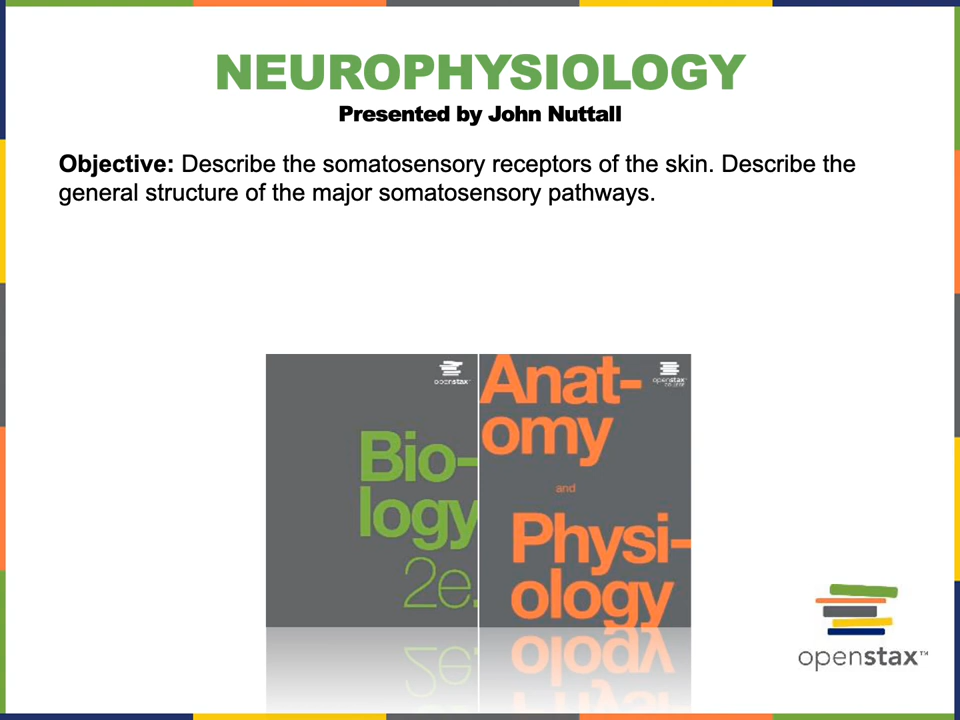 NEUROPHYSIOLOGY
Presented by John Nuttall
Objective: Describe the somatosensory receptors of the skin. Describe the
general structure of the major somatosensory pathways.
openstax™
Bio-
logy
2e.
openstax
Anat-
omy
and
Physi-
ology
openstax™